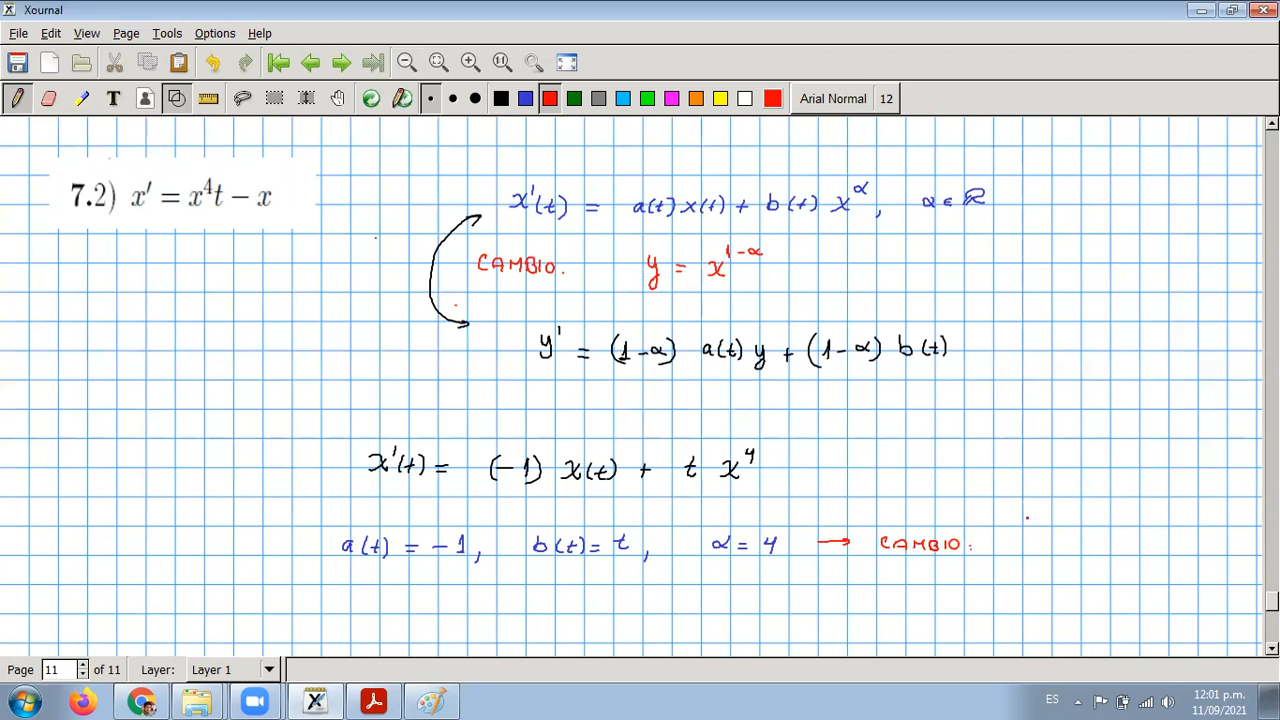 Xournal
File Edit View Page Tools Options Help
Arial Normal 12
7.2) x' = x⁴t − x
x'(t) = a(t)x(t) + b(t) x^α, α ∈ ℝ
CAMBIO. y = x^(1-α)
y' = (1-α) a(t) y + (1-α) b(t)
x'(t) = (-1) x(t) + t x⁴
a(t) = -1, b(t) = t, α = 4 → CAMBIO:
Page 11 of 11 Layer: Layer 1
ES 12:01 p.m.
11/09/2021